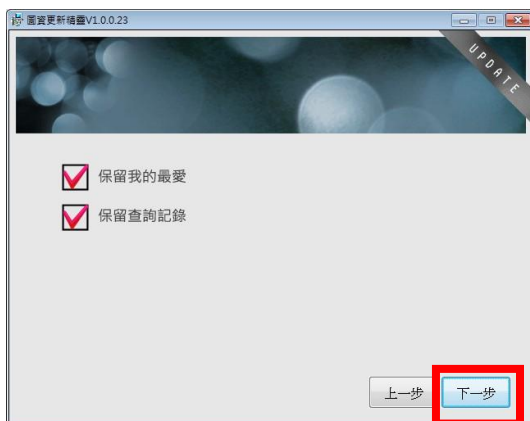 圖資更新精靈V1.0.0.23
UPDATE
保留我的最愛
保留查詢記錄
上一步
下一步